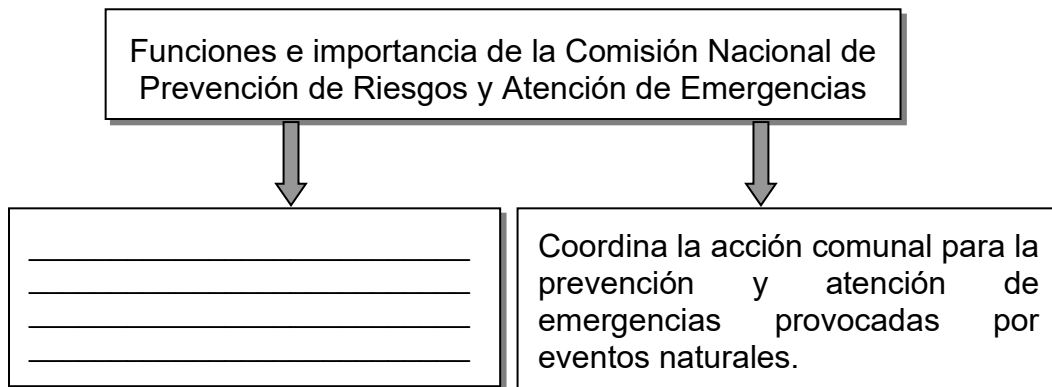 Funciones e importancia de la Comisión Nacional de
Prevención de Riesgos y Atención de Emergencias
Coordina la acción comunal para la
prevención y atención de
emergencias provocadas por
eventos naturales.